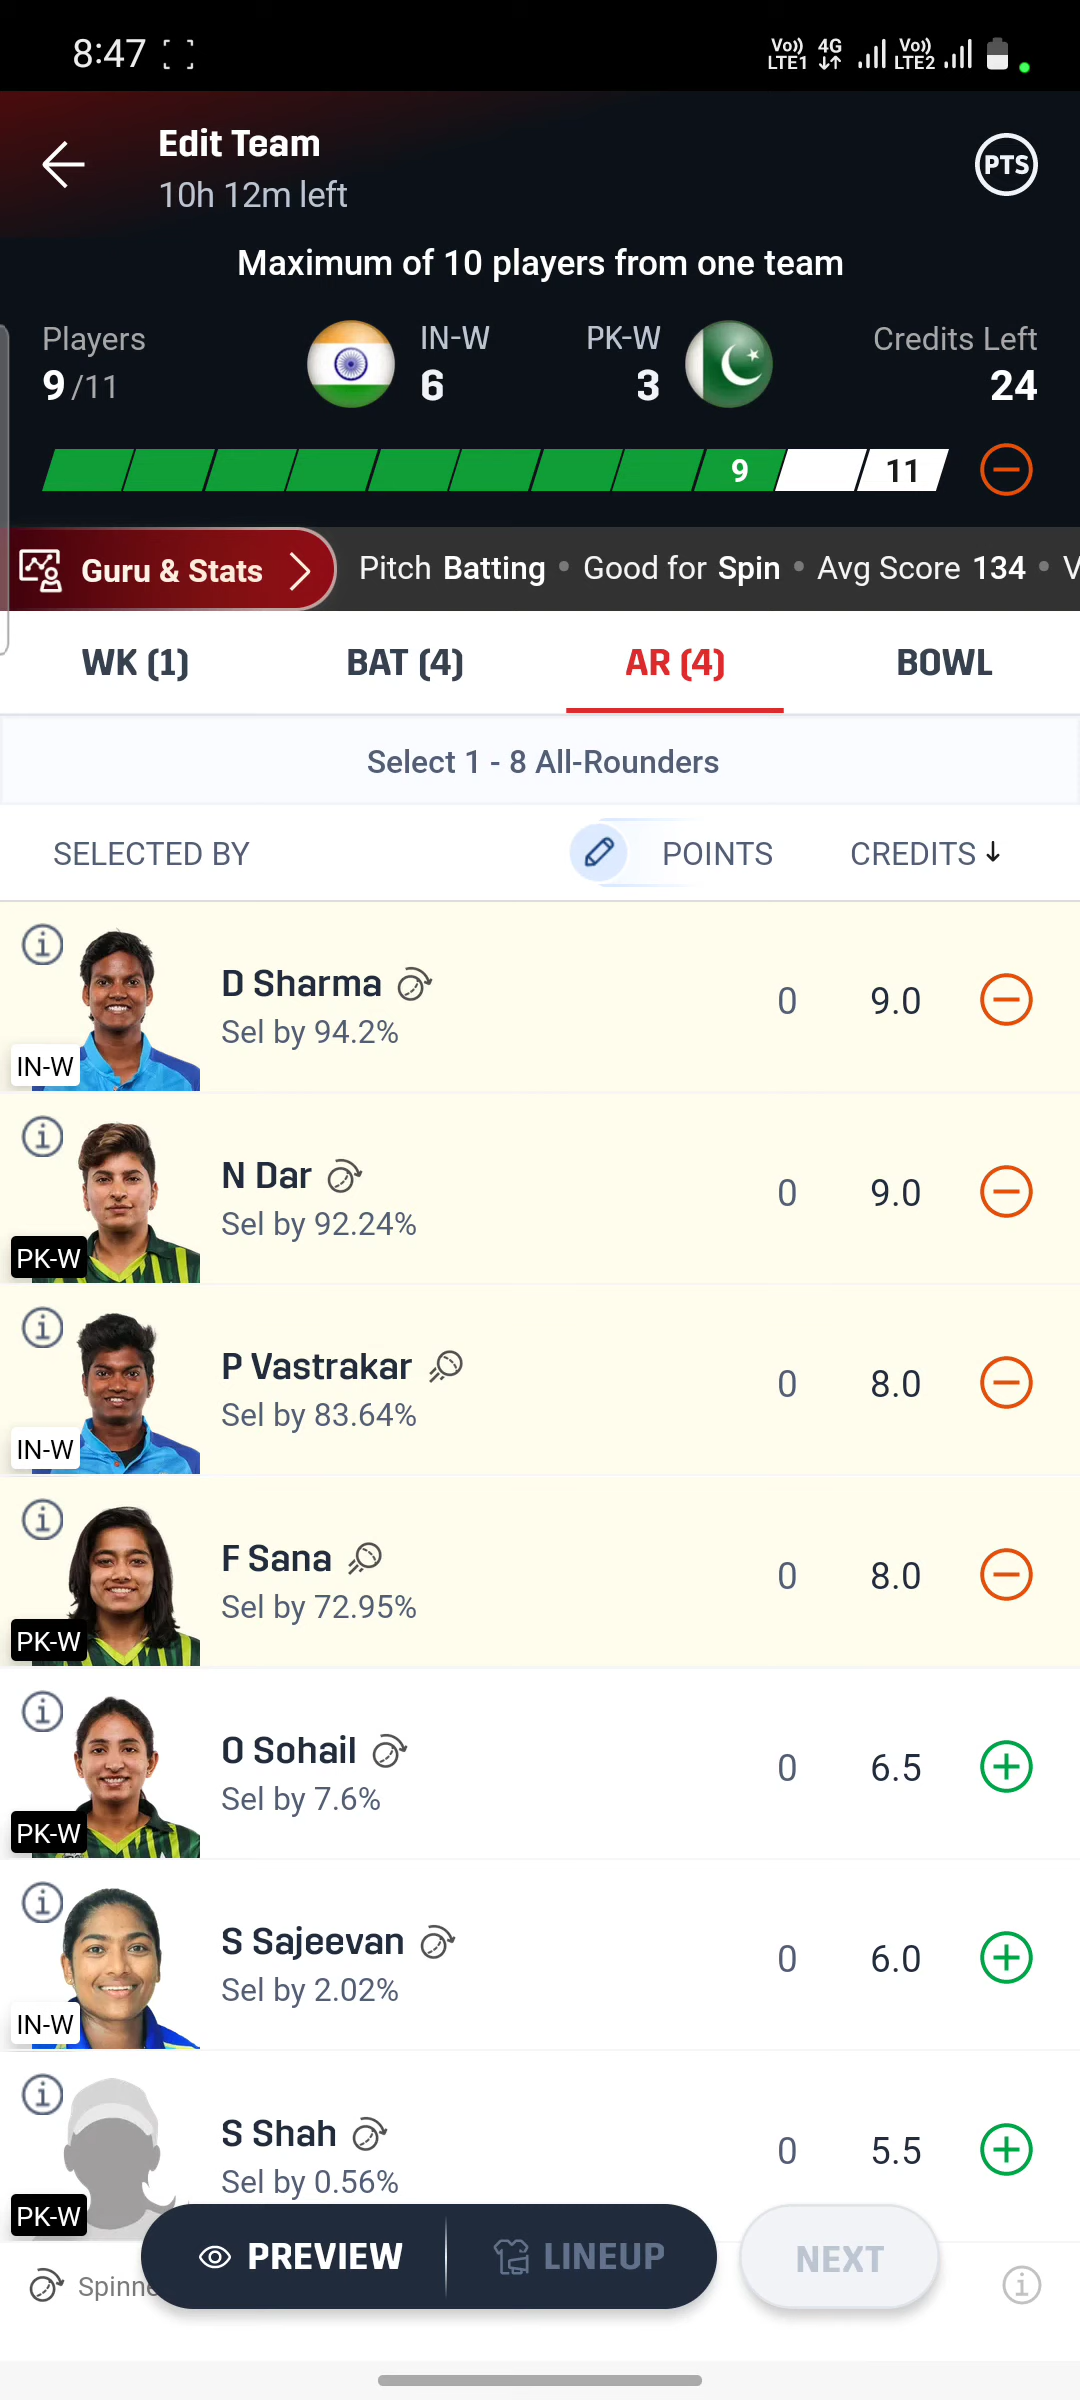 8:47
Vo)) LTE1 4G Vo)) LTE2
Edit Team
10h 12m left
PTS
Maximum of 10 players from one team
Players
9 /11
IN-W
6
PK-W
3
Credits Left
24
9 11
Guru & Stats
Pitch Batting • Good for Spin • Avg Score 134 • V
WK (1) BAT (4) AR (4) BOWL
Select 1 - 8 All-Rounders
SELECTED BY POINTS CREDITS ↓
D Sharma
Sel by 94.2%
IN-W
0 9.0
N Dar
Sel by 92.24%
PK-W
0 9.0
P Vastrakar
Sel by 83.64%
IN-W
0 8.0
F Sana
Sel by 72.95%
PK-W
0 8.0
O Sohail
Sel by 7.6%
PK-W
0 6.5
S Sajeevan
Sel by 2.02%
IN-W
0 6.0
S Shah
Sel by 0.56%
PK-W
0 5.5
PREVIEW LINEUP NEXT
Spinne